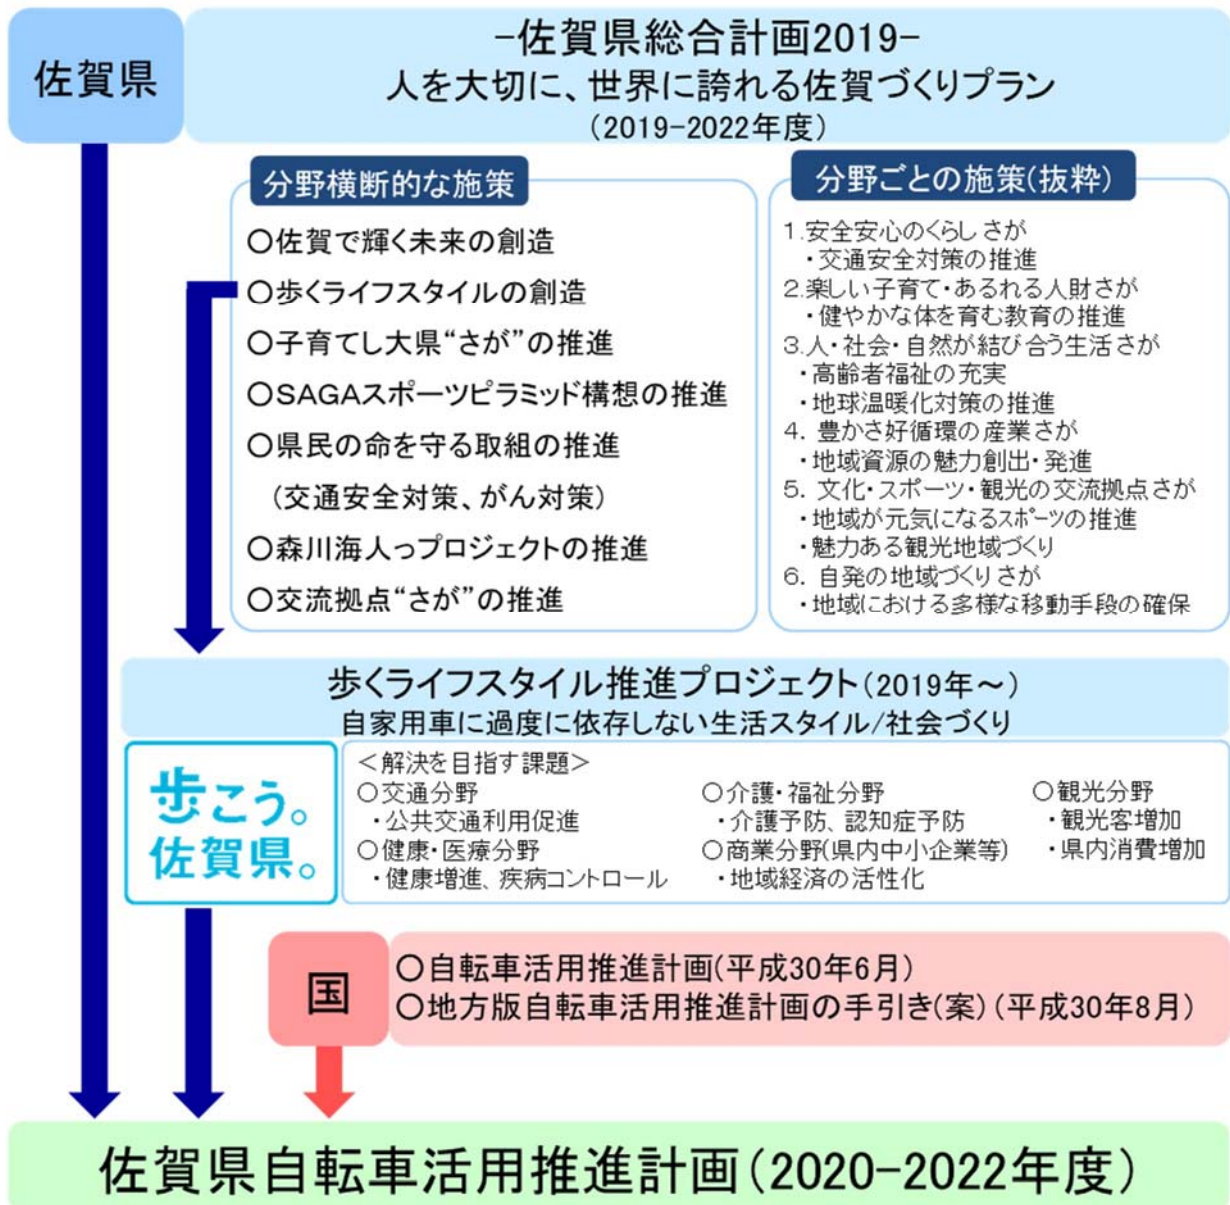 佐賀県
-佐賀県総合計画2019-
人を大切に、世界に誇れる佐賀づくりプラン
(2019-2022年度)
分野横断的な施策
○佐賀で輝く未来の創造
○歩くライフスタイルの創造
○子育てし大県“さが”の推進
○SAGAスポーツピラミッド構想の推進
○県民の命を守る取組の推進
(交通安全対策、がん対策)
○森川海人っプロジェクトの推進
○交流拠点“さが”の推進
分野ごとの施策(抜粋)
1.安全安心のくらしさが
・交通安全対策の推進
2.楽しい子育て・あるれる人財さが
・健やかな体を育む教育の推進
3.人・社会・自然が結び合う生活さが
・高齢者福祉の充実
・地球温暖化対策の推進
4. 豊かさ好循環の産業さが
・地域資源の魅力創出・発進
5. 文化・スポーツ・観光の交流拠点さが
・地域が元気になるスポーツの推進
・魅力ある観光地域づくり
6. 自発の地域づくりさが
・地域における多様な移動手段の確保
歩くライフスタイル推進プロジェクト(2019年～)
自家用車に過度に依存しない生活スタイル/社会づくり
歩こう。
佐賀県。
＜解決を目指す課題＞
○交通分野
・公共交通利用促進
○健康・医療分野
・健康増進、疾病コントロール
○介護・福祉分野
・介護予防、認知症予防
○商業分野(県内中小企業等)
・地域経済の活性化
○観光分野
・観光客増加
・県内消費増加
国
○自転車活用推進計画(平成30年6月)
○地方版自転車活用推進計画の手引き(案)(平成30年8月)
佐賀県自転車活用推進計画(2020-2022年度)